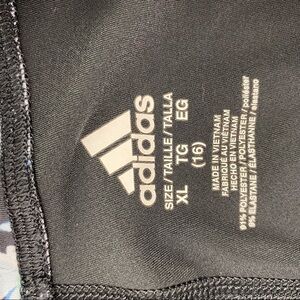 adidas
SIZE/TAILLE/TALLA
XL TG EG
(16)
MADE IN VIETNAM
FABRIQUÉ AU VIETNAM
HECHO EN VIETNAM
91% POLYESTER / POLYESTER / poliéster
9% ELASTANE / ÉLASTHANNE / elastano